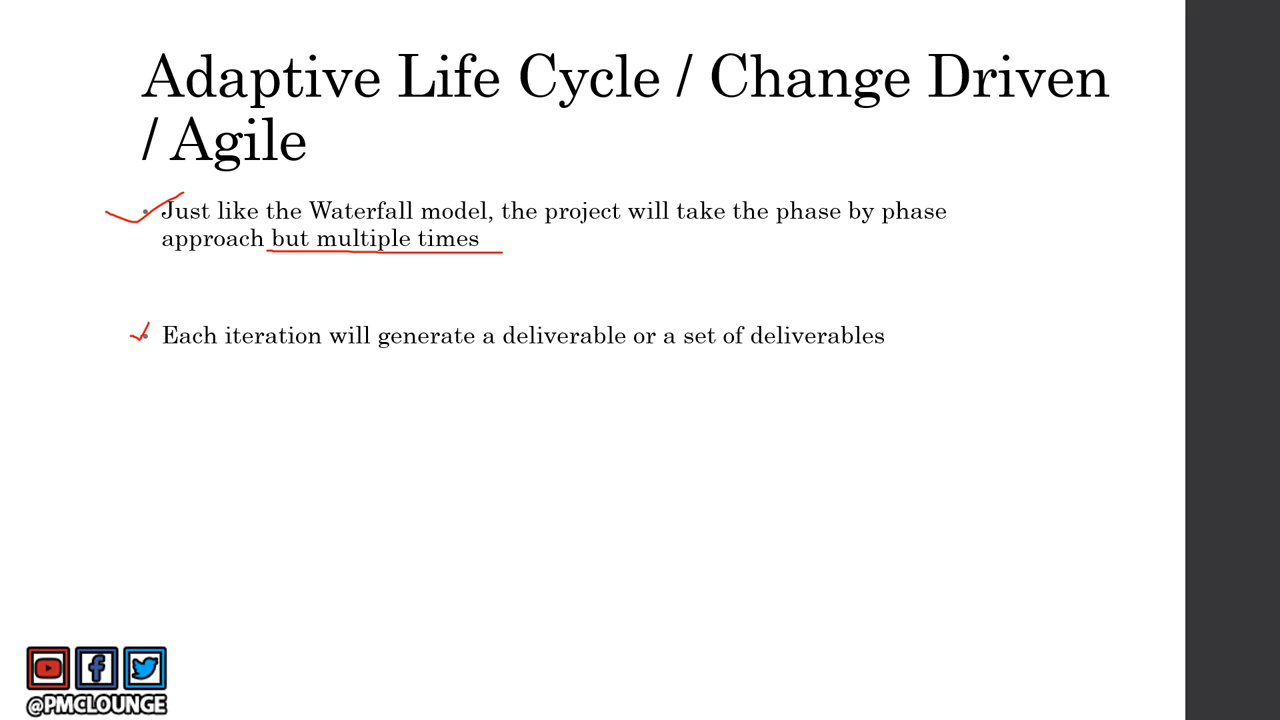 Adaptive Life Cycle / Change Driven
/ Agile
• Just like the Waterfall model, the project will take the phase by phase
approach but multiple times
• Each iteration will generate a deliverable or a set of deliverables
@PMCLOUNGE